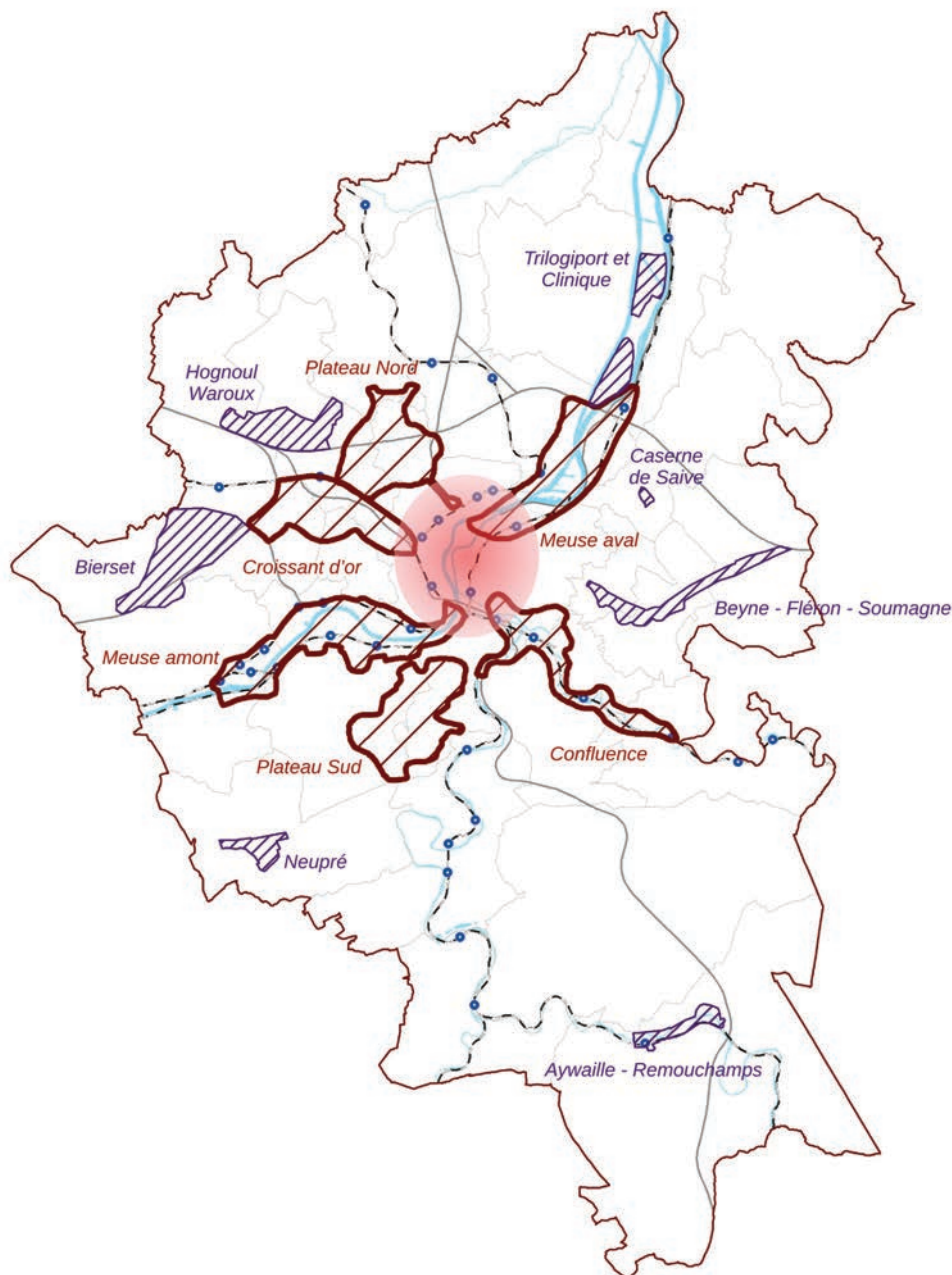 Trilogiport et
Clinique
Plateau Nord
Hognoul
Waroux
Caserne
de Saive
Meuse aval
Bierset
Croissant d'or
Beyne - Fléron - Soumagne
Meuse amont
Plateau Sud
Confluence
Neupré
Aywaille - Remouchamps